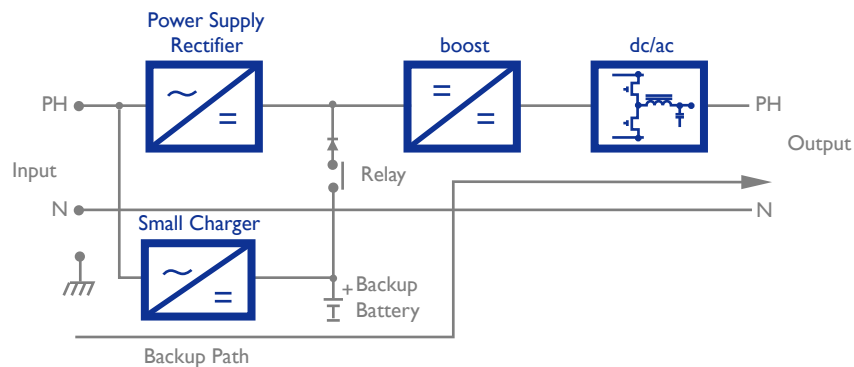 Power Supply
Rectifier
boost
dc/ac
PH
PH
Output
Input
Relay
N
N
Small Charger
+ Backup
Battery
Backup Path